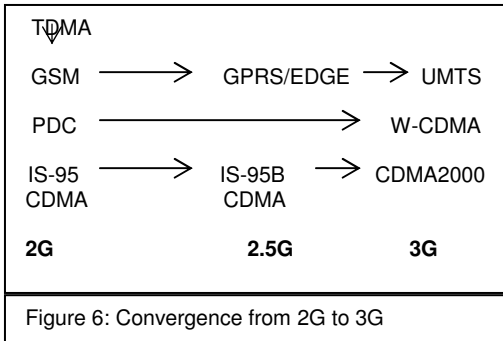 TDMA
GSM GPRS/EDGE UMTS
PDC W-CDMA
IS-95 IS-95B CDMA2000
CDMA CDMA
2G 2.5G 3G
Figure 6: Convergence from 2G to 3G